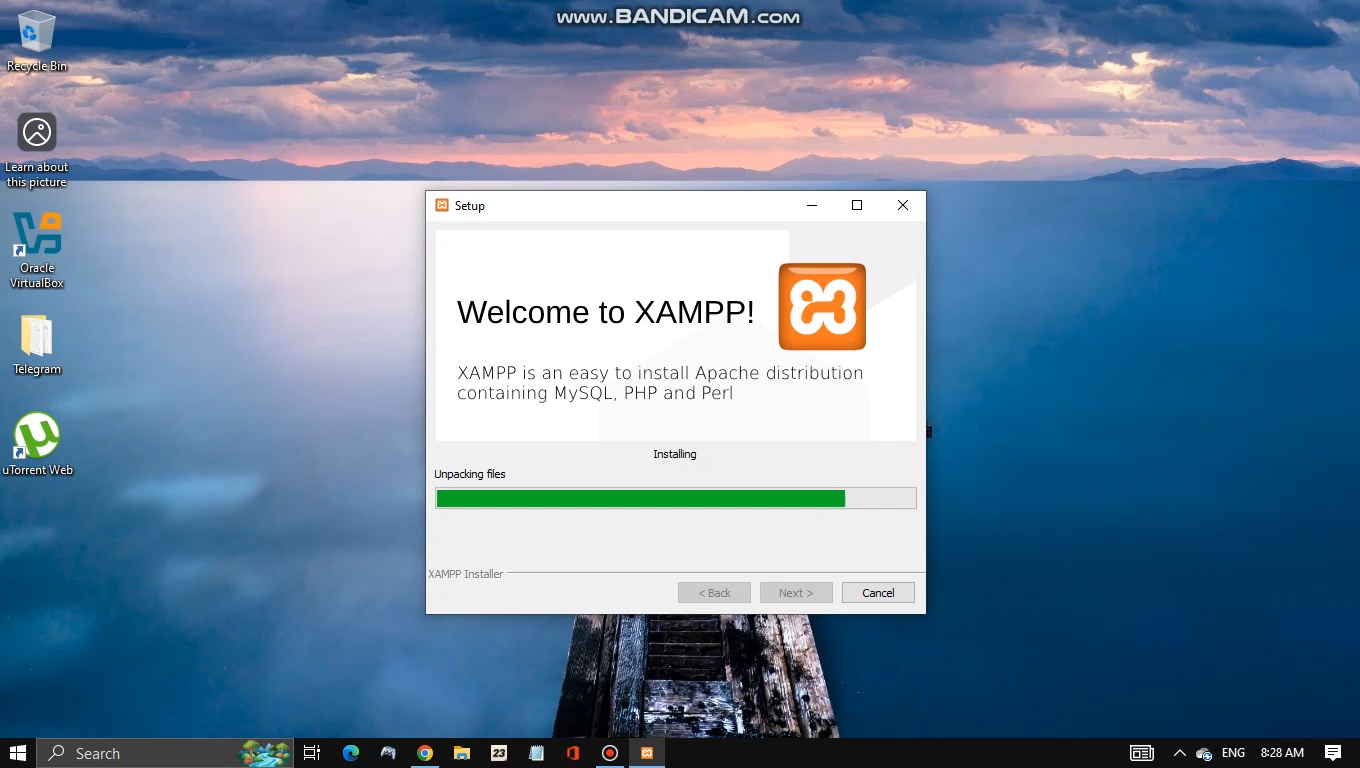 www.BANDICAM.com
Recycle Bin
Learn about
this picture
Oracle
VirtualBox
Telegram
uTorrent Web
Setup
Welcome to XAMPP!
XAMPP is an easy to install Apache distribution
containing MySQL, PHP and Perl
Installing
Unpacking files
XAMPP Installer
< Back
Next >
Cancel
Search
23
ENG
8:28 AM